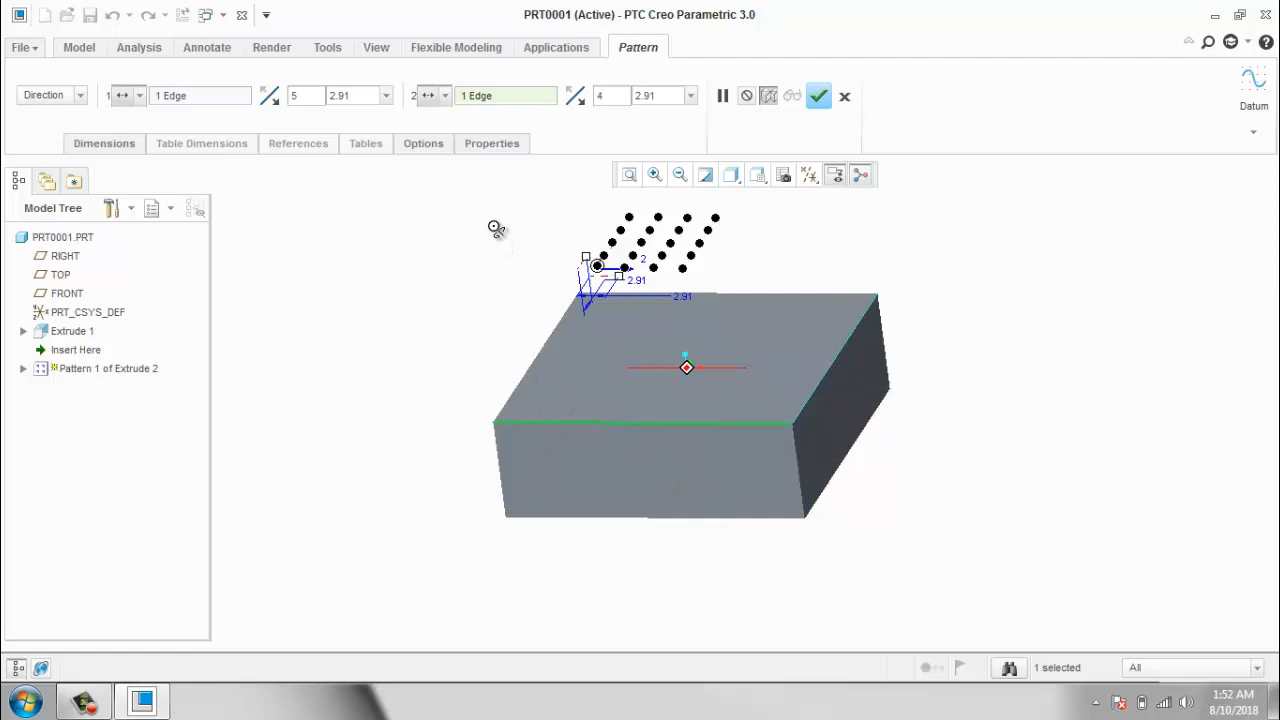 PRT0001 (Active) - PTC Creo Parametric 3.0
File Model Analysis Annotate Render Tools View Flexible Modeling Applications Pattern
Direction 1 1 Edge 5 2.91 2 1 Edge 4 2.91
Datum
Dimensions Table Dimensions References Tables Options Properties
Model Tree
PRT0001.PRT
RIGHT
TOP
FRONT
PRT_CSYS_DEF
Extrude 1
Insert Here
Pattern 1 of Extrude 2
2
2.91
2.91
1 selected All
1:52 AM
8/10/2018